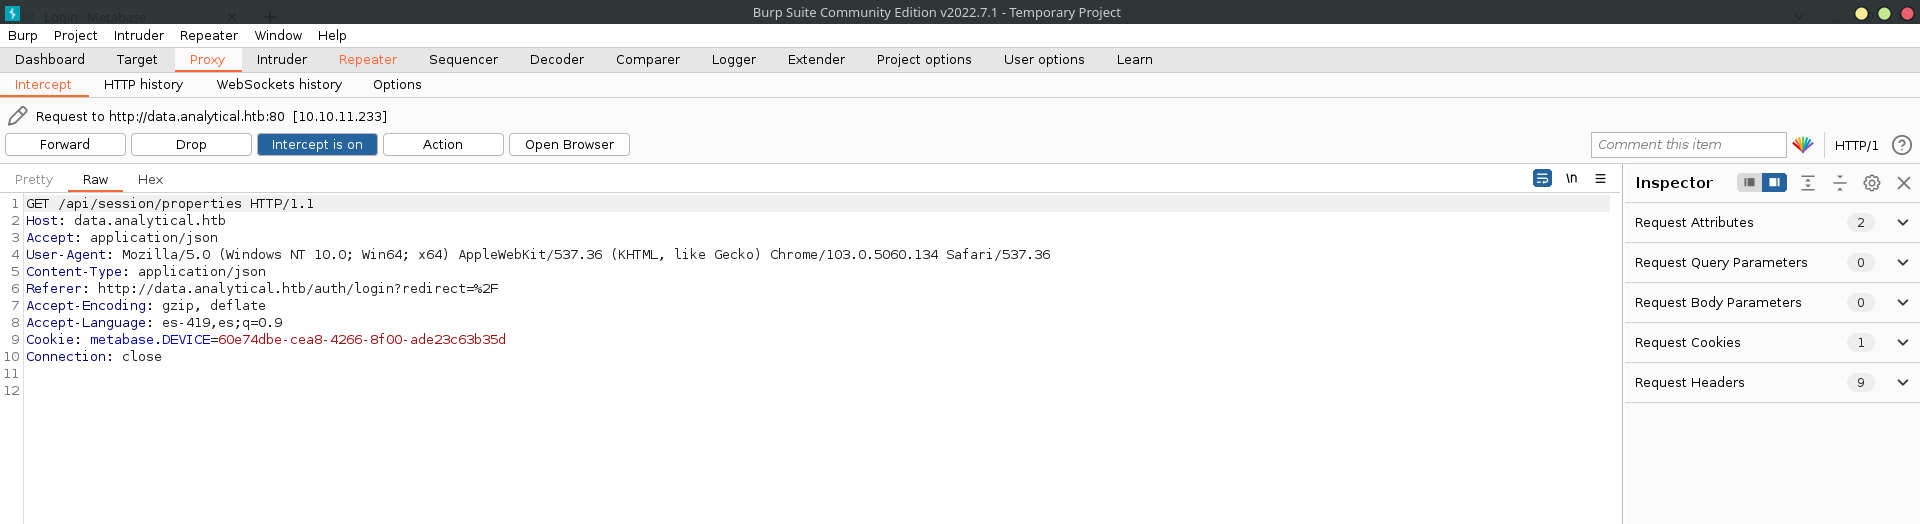 Login · Metabase
Burp Suite Community Edition v2022.7.1 - Temporary Project
Burp Project Intruder Repeater Window Help
Dashboard Target Proxy Intruder Repeater Sequencer Decoder Comparer Logger Extender Project options User options Learn
Intercept HTTP history WebSockets history Options
Request to http://data.analytical.htb:80 [10.10.11.233]
Forward Drop Intercept is on Action Open Browser Comment this item HTTP/1 ?
Pretty Raw Hex \n
1 GET /api/session/properties HTTP/1.1
2 Host: data.analytical.htb
3 Accept: application/json
4 User-Agent: Mozilla/5.0 (Windows NT 10.0; Win64; x64) AppleWebKit/537.36 (KHTML, like Gecko) Chrome/103.0.5060.134 Safari/537.36
5 Content-Type: application/json
6 Referer: http://data.analytical.htb/auth/login?redirect=%2F
7 Accept-Encoding: gzip, deflate
8 Accept-Language: es-419,es;q=0.9
9 Cookie: metabase.DEVICE=60e74dbe-cea8-4266-8f00-ade23c63b35d
10 Connection: close
11
12
Inspector
Request Attributes 2
Request Query Parameters 0
Request Body Parameters 0
Request Cookies 1
Request Headers 9